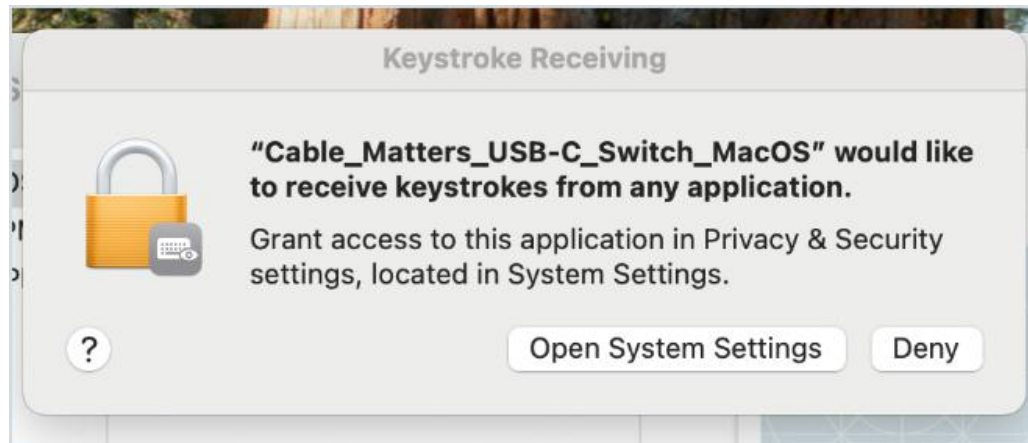 Keystroke Receiving
“Cable_Matters_USB-C_Switch_MacOS” would like
to receive keystrokes from any application.
Grant access to this application in Privacy & Security
settings, located in System Settings.
?
Open System Settings
Deny